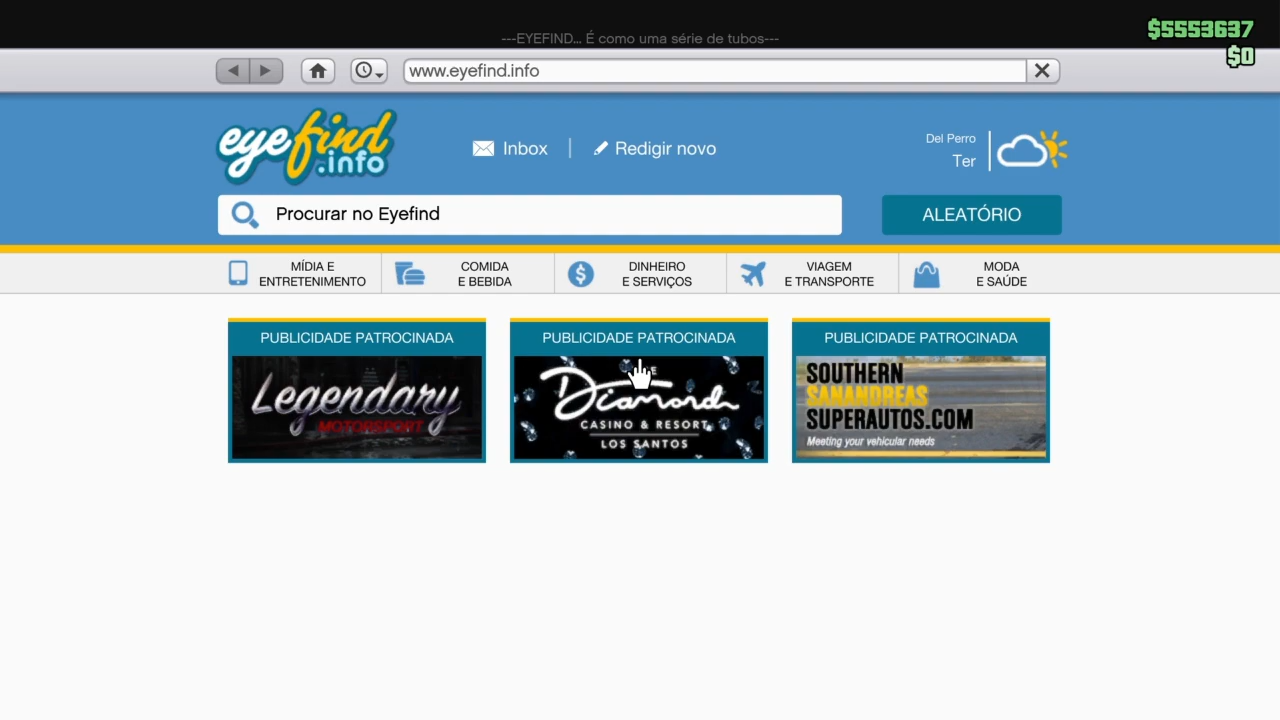 ---EYEFIND... É como uma série de tubos---
$5553637
$0
www.eyefind.info
eyefind
.info
Inbox
Redigir novo
Del Perro
Ter
Procurar no Eyefind
ALEATÓRIO
MÍDIA E
ENTRETENIMENTO
COMIDA
E BEBIDA
DINHEIRO
E SERVIÇOS
VIAGEM
E TRANSPORTE
MODA
E SAÚDE
PUBLICIDADE PATROCINADA
Legendary
MOTORSPORT
PUBLICIDADE PATROCINADA
Diamond
CASINO & RESORT
LOS SANTOS
PUBLICIDADE PATROCINADA
SOUTHERN
SANANDREAS
SUPERAUTOS.COM
Meeting your vehicular needs